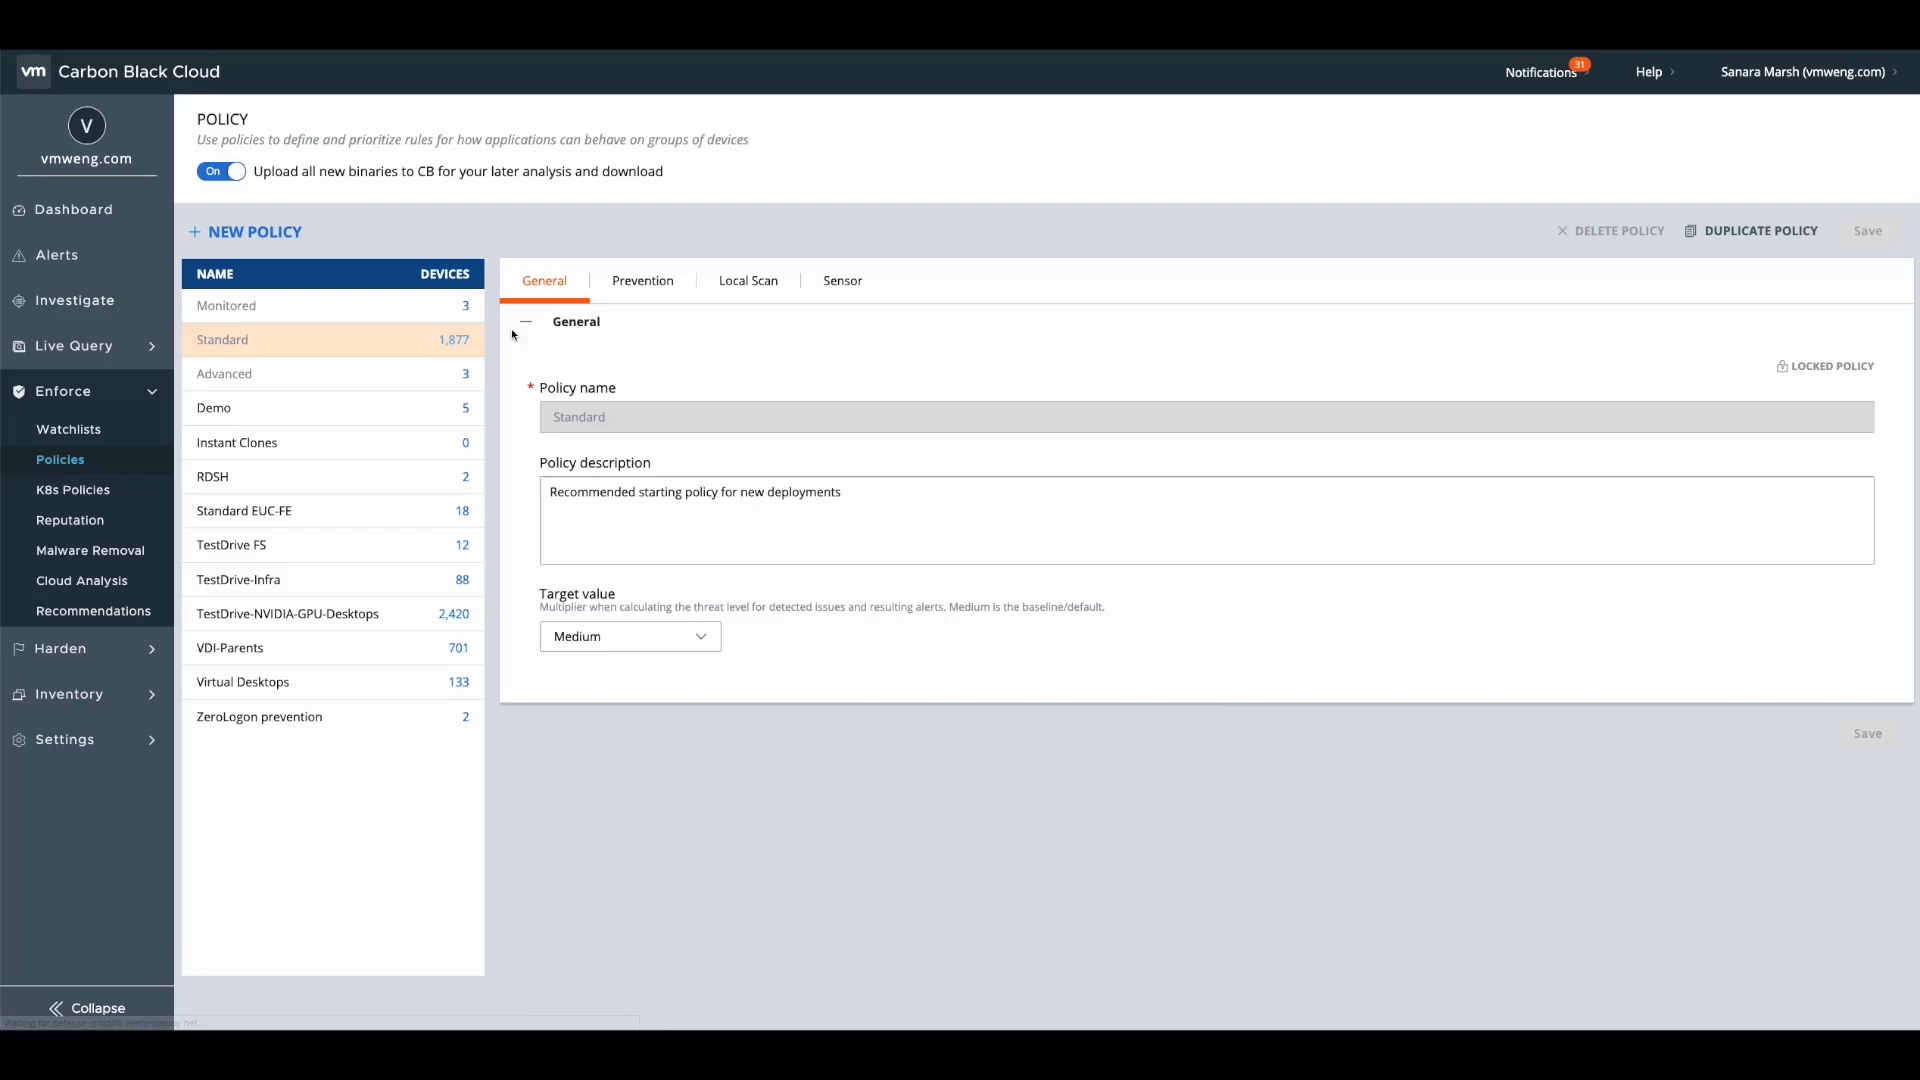 vm Carbon Black Cloud
Notifications 31
Help
Sanara Marsh (vmweng.com)
V
vmweng.com
Dashboard
Alerts
Investigate
Live Query
Enforce
Watchlists
Policies
K8s Policies
Reputation
Malware Removal
Cloud Analysis
Recommendations
Harden
Inventory
Settings
Collapse
POLICY
Use policies to define and prioritize rules for how applications can behave on groups of devices
On Upload all new binaries to CB for your later analysis and download
+ NEW POLICY
DELETE POLICY
DUPLICATE POLICY
Save
NAME DEVICES
Monitored 3
Standard 1,877
Advanced 3
Demo 5
Instant Clones 0
RDSH 2
Standard EUC-FE 18
TestDrive FS 12
TestDrive-Infra 88
TestDrive-NVIDIA-GPU-Desktops 2,420
VDI-Parents 701
Virtual Desktops 133
ZeroLogon prevention 2
General Prevention Local Scan Sensor
General
LOCKED POLICY
* Policy name
Standard
Policy description
Recommended starting policy for new deployments
Target value
Multiplier when calculating the threat level for detected issues and resulting alerts. Medium is the baseline/default.
Medium
Save
Waiting for